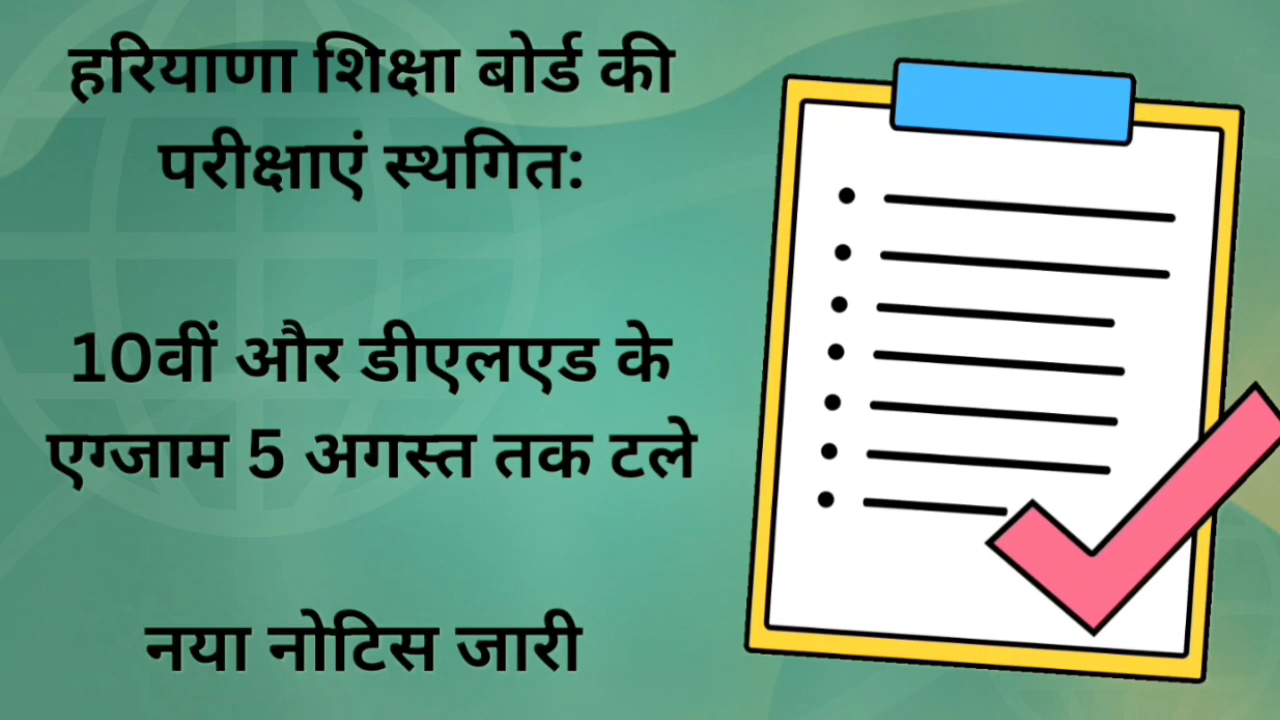 हरियाणा शिक्षा बोर्ड की
परीक्षाएं स्थगित:
10वीं और डीएलएड के
एग्जाम 5 अगस्त तक टले
नया नोटिस जारी